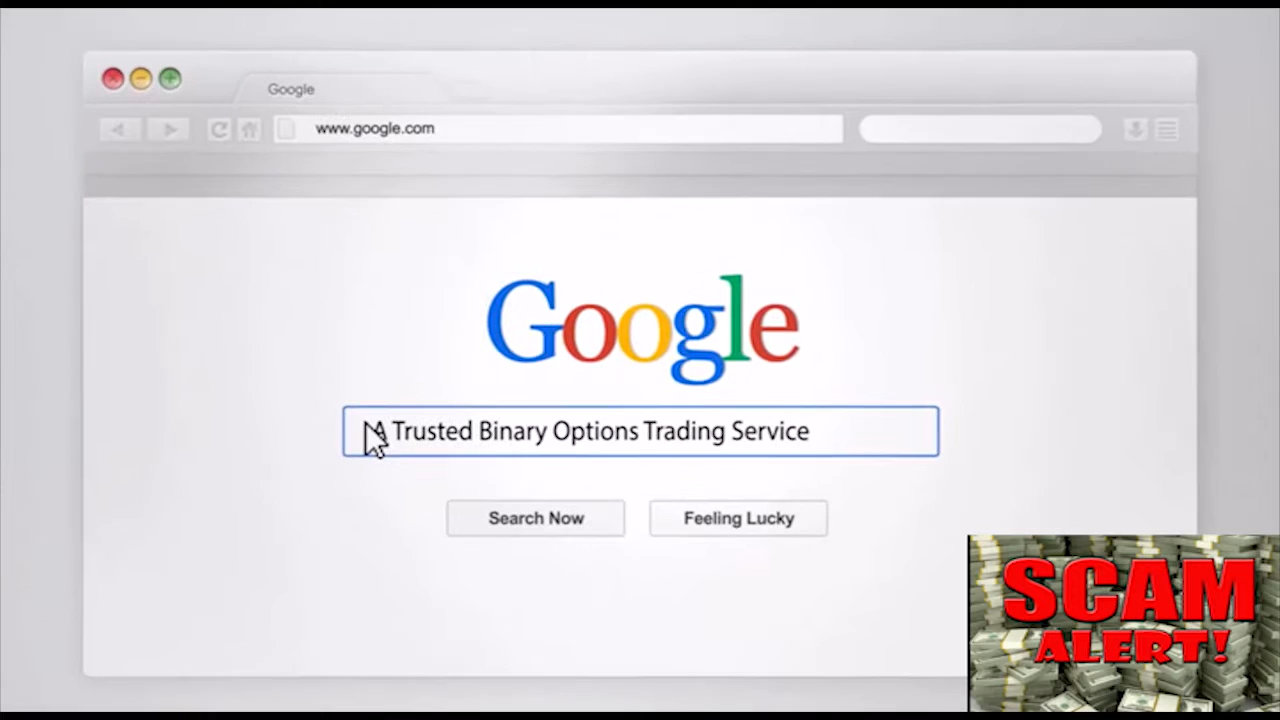 Google
www.google.com
Google
A Trusted Binary Options Trading Service
Search Now
Feeling Lucky
SCAM
ALERT!